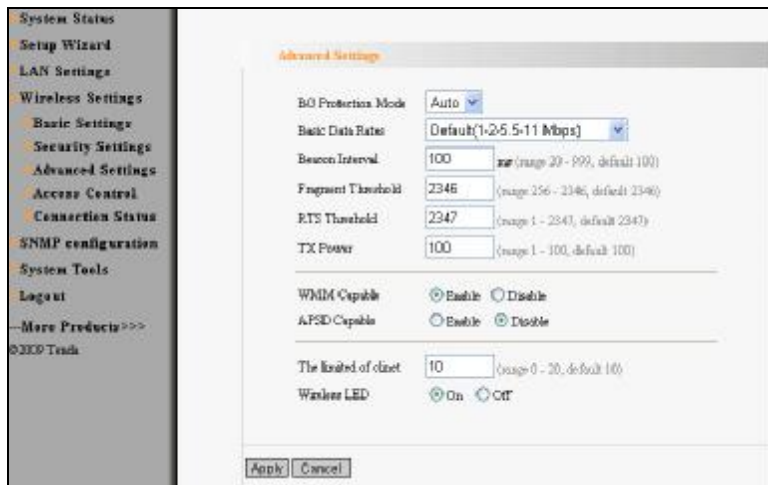 System Status
Setup Wizard
LAN Settings
Wireless Settings
Basic Settings
Security Settings
Advanced Settings
Access Control
Connection Status
SNMP configuration
System Tools
Logout
---More Products>>>
©2009 Tenda
Advanced Settings
BG Protection Mode Auto
Basic Data Rates Default(1-2-5.5-11 Mbps)
Beacon Interval 100 (range 20 - 999, default 100)
Fragment Threshold 2346 (range 256 - 2346, default 2346)
RTS Threshold 2347 (range 1 - 2347, default 2347)
TX Power 100 (range 1 - 100, default 100)
WMM Capable Enable Disable
APSD Capable Enable Disable
The limited of clinet 10 (range 0 - 20, default 10)
Wireless LED On Off
Apply Cancel